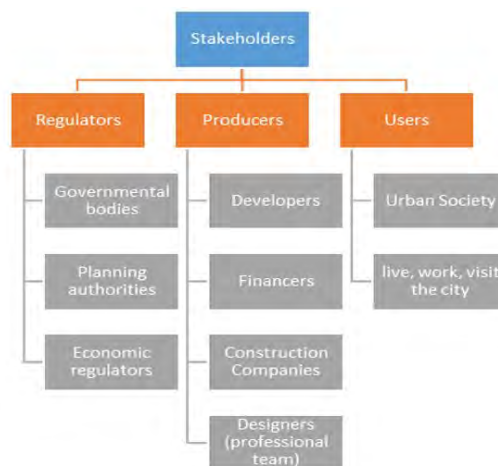 Stakeholders
Regulators
Producers
Users
Governmental
bodies
Planning
authorities
Economic
regulators
Developers
Financers
Construction
Companies
Designers
(professional
team)
Urban Society
live, work, visit
the city